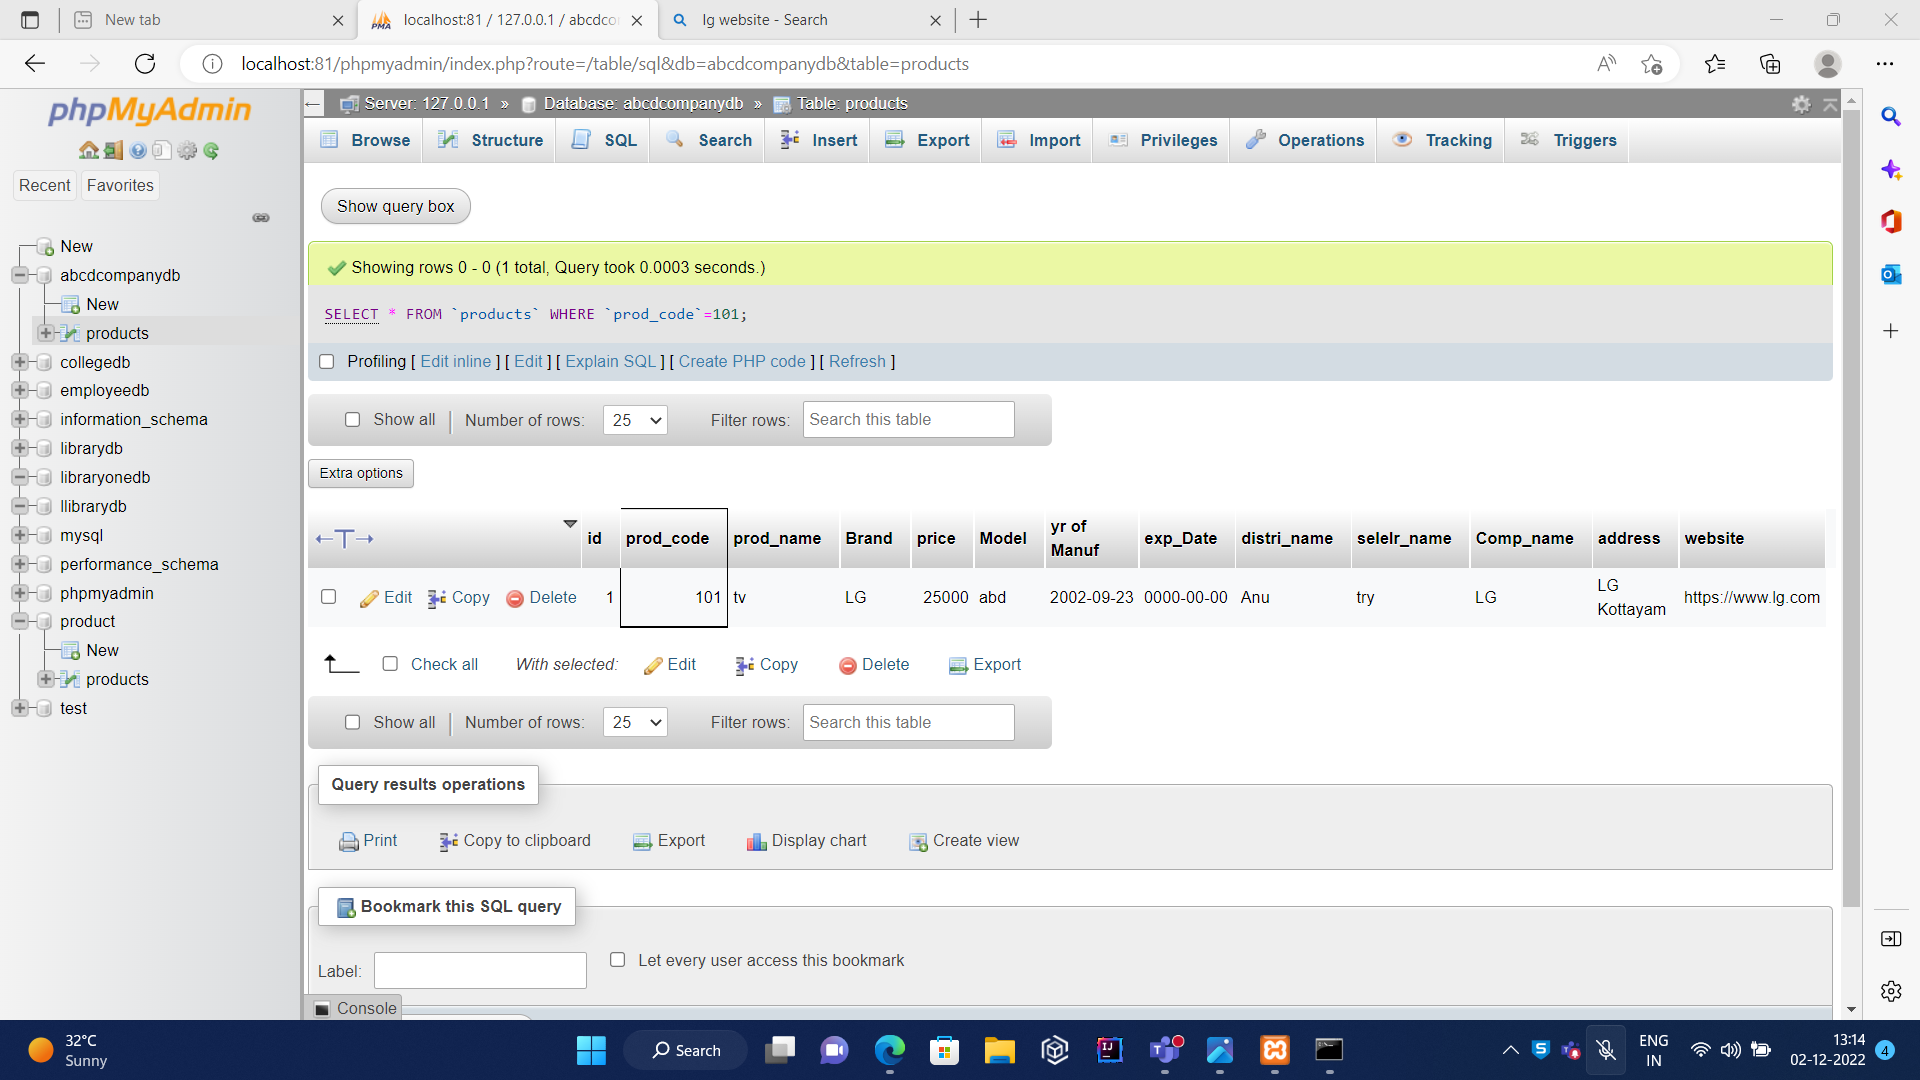 New tab
localhost:81 / 127.0.0.1 / abcdco
lg website - Search
localhost:81/phpmyadmin/index.php?route=/table/sql&db=abcdcompanydb&table=products
phpMyAdmin
Recent Favorites
New
abcdcompanydb
New
products
collegedb
employeedb
information_schema
librarydb
libraryonedb
llibrarydb
mysql
performance_schema
phpmyadmin
product
New
products
test
Server: 127.0.0.1 » Database: abcdcompanydb » Table: products
Browse Structure SQL Search Insert Export Import Privileges Operations Tracking Triggers
Show query box
Showing rows 0 - 0 (1 total, Query took 0.0003 seconds.)
SELECT * FROM `products` WHERE `prod_code`=101;
Profiling [ Edit inline ] [ Edit ] [ Explain SQL ] [ Create PHP code ] [ Refresh ]
Show all Number of rows: 25 Filter rows: Search this table
Extra options
id prod_code prod_name Brand price Model yr of Manuf exp_Date distri_name selelr_name Comp_name address website
Edit Copy Delete 1 101 tv LG 25000 abd 2002-09-23 0000-00-00 Anu try LG LG Kottayam https://www.lg.com
Check all With selected: Edit Copy Delete Export
Show all Number of rows: 25 Filter rows: Search this table
Query results operations
Print Copy to clipboard Export Display chart Create view
Bookmark this SQL query
Label: Let every user access this bookmark
Console
32°C
Sunny
Search
ENG
IN
13:14
02-12-2022
4